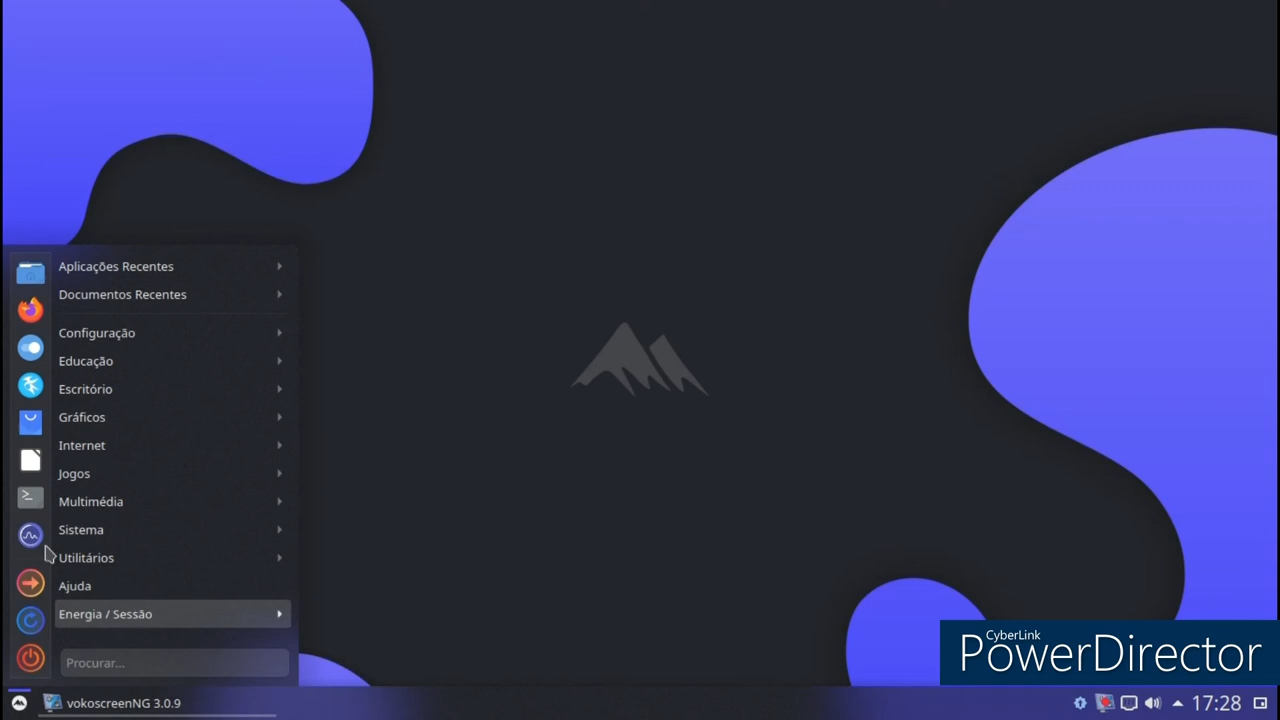 Aplicações Recentes
Documentos Recentes
Configuração
Educação
Escritório
Gráficos
Internet
Jogos
Multimédia
Sistema
Utilitários
Ajuda
Energia / Sessão
Procurar...
CyberLink
PowerDirector
vokoscreenNG 3.0.9
17:28